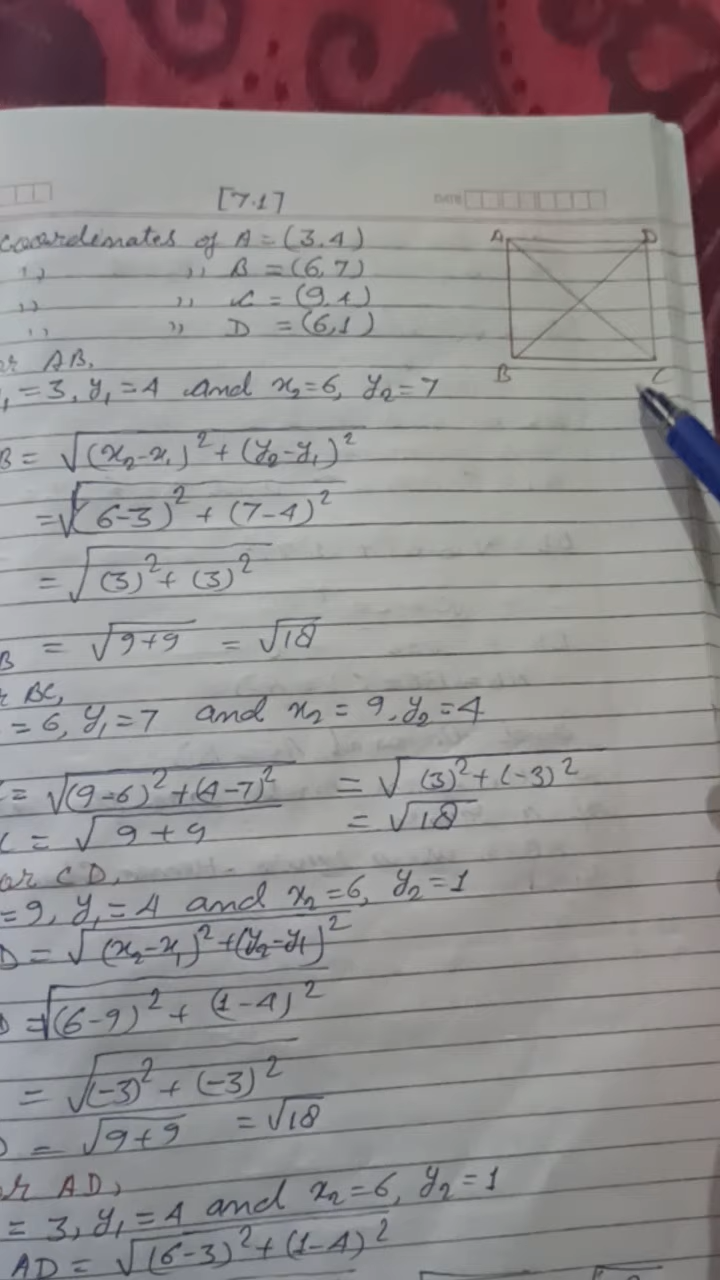 [7.1]
DATE
coordinates of A = (3,4)
,, ,, B = (6,7)
,, ,, C = (9,4)
,, ,, D = (6,1)
A D
B C
AB,
= 3, y₁ = 4 and x₂=6, y₂=7
B = √(x₂-x₁)² + (y₂-y₁)²
= √(6-3)² + (7-4)²
= √(3)² + (3)²
B = √9+9 = √18
BC,
= 6, y₁ = 7 and x₂ = 9, y₂ = 4
= √(9-6)² + (4-7)² = √(3)² + (-3)²
C = √9+9 = √18
CD,
= 9, y₁ = 4 and x₂ = 6, y₂ = 1
D = √(x₂-x₁)² + (y₂-y₁)²
D = √(6-9)² + (1-4)²
= √(-3)² + (-3)²
D = √9+9 = √18
AD,
= 3, y₁ = 4 and x₂ = 6, y₂ = 1
AD = √(6-3)² + (1-4)²